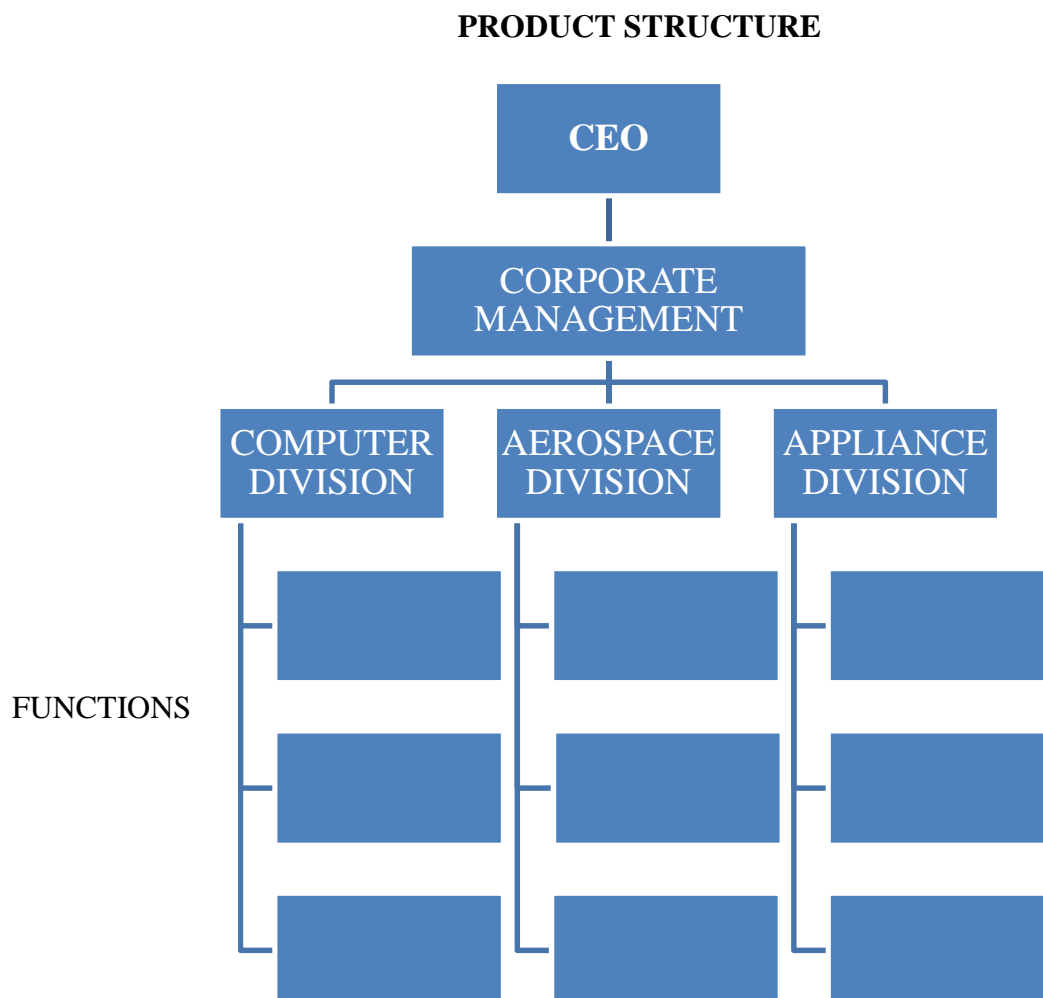 PRODUCT STRUCTURE
CEO
CORPORATE
MANAGEMENT
COMPUTER
DIVISION
AEROSPACE
DIVISION
APPLIANCE
DIVISION
FUNCTIONS